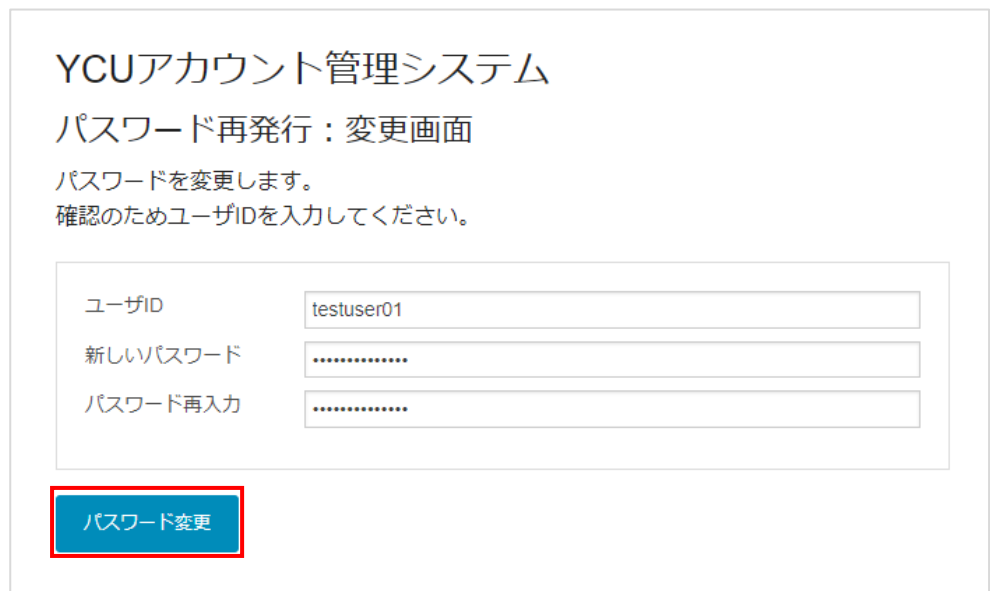 YCUアカウント管理システム
パスワード再発行：変更画面
パスワードを変更します。
確認のためユーザIDを入力してください。
ユーザID
testuser01
新しいパスワード
••••••••••••••
パスワード再入力
••••••••••••••
パスワード変更